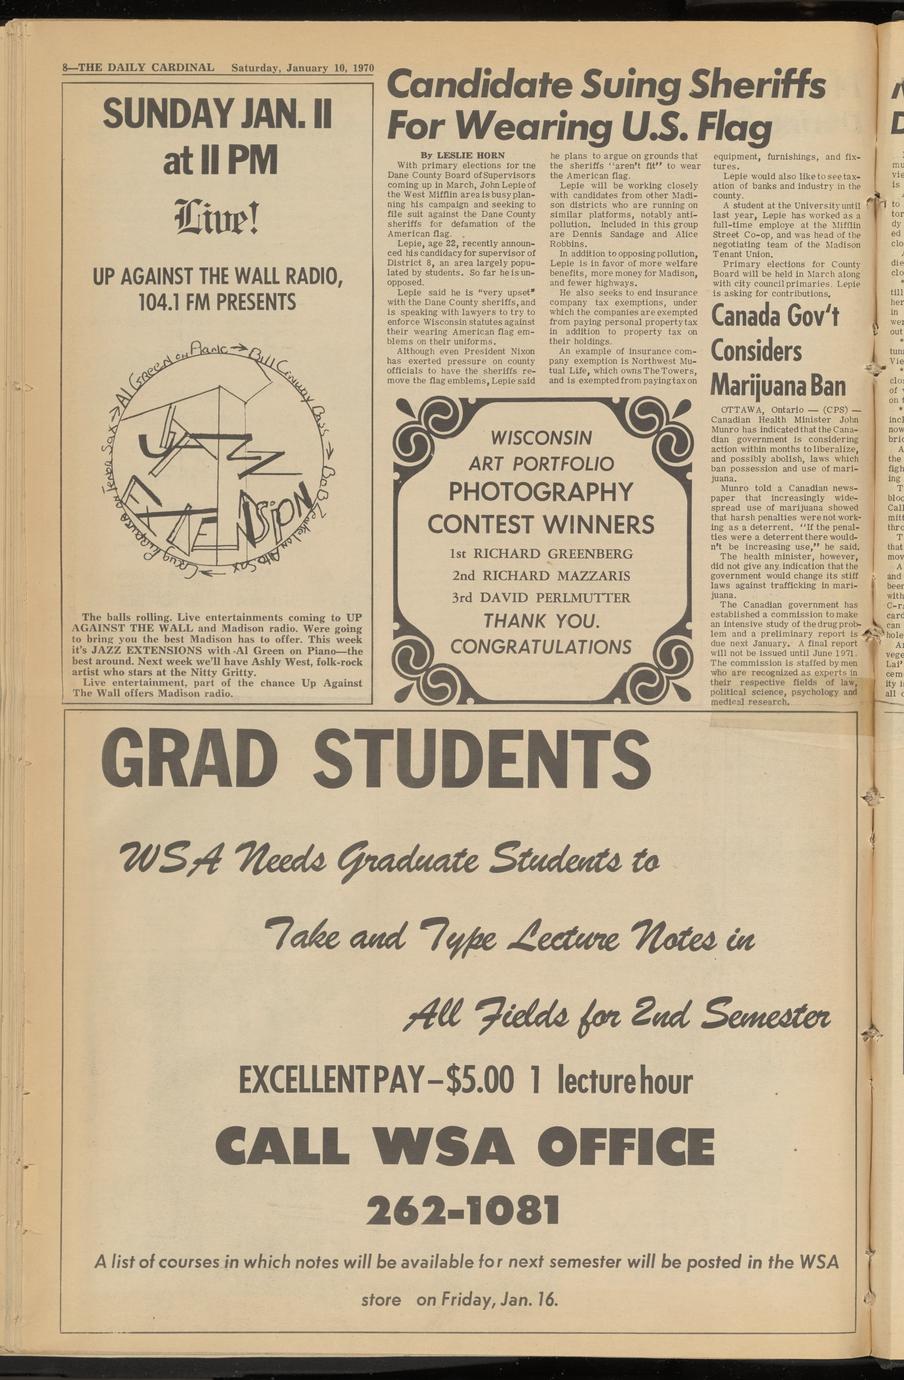 8—THE DAILY CARDINAL Saturday, January 10, 1970
SUNDAY JAN. 11
at 11 PM
Live!
UP AGAINST THE WALL RADIO,
104.1 FM PRESENTS
Al Green on Piano → Bill Conway Bass →
JAZZ
EXTENSION
The balls rolling. Live entertainments coming to UP
AGAINST THE WALL and Madison radio. Were going
to bring you the best Madison has to offer. This week
it's JAZZ EXTENSIONS with Al Green on Piano—the
best around. Next week we'll have Ashly West, folk-rock
artist who stars at the Nitty Gritty.
Live entertainment, part of the chance Up Against
The Wall offers Madison radio.
Candidate Suing Sheriffs
For Wearing U.S. Flag
By LESLIE HORN
With primary elections for the
Dane County Board of Supervisors
coming up in March, John Lepie of
the West Mifflin area is busy plan-
ning his campaign and seeking to
file suit against the Dane County
sheriffs for defamation of the
American flag.
Lepie, age 22, recently announ-
ced his candidacy for supervisor of
District 8, an area largely popu-
lated by students. So far he is un-
opposed.
Lepie said he is "very upset"
with the Dane County sheriffs, and
is speaking with lawyers to try to
enforce Wisconsin statutes against
their wearing American flag em-
blems on their uniforms.
Although even President Nixon
has exerted pressure on county
officials to have the sheriffs re-
move the flag emblems, Lepie said
he plans to argue on grounds that
the sheriffs "aren't fit" to wear
the American flag.
Lepie will be working closely
with candidates from other Madi-
son districts who are running on
similar platforms, notably anti-
pollution. Included in this group
are Dennis Sandage and Alice
Robbins.
In addition to opposing pollution,
Lepie is in favor of more welfare
benefits, more money for Madison,
and fewer highways.
He also seeks to end insurance
company tax exemptions, under
which the companies are exempted
from paying personal property tax
in addition to property tax on
their holdings.
An example of insurance com-
pany exemption is Northwest Mu-
tual Life, which owns The Towers,
and is exempted from paying tax on
equipment, furnishings, and fix-
tures.
Lepie would also like to see tax-
ation of banks and industry in the
county.
A student at the University until
last year, Lepie has worked as a
full-time employe at the Mifflin
Street Co-op, and was head of the
negotiating team of the Madison
Tenant Union.
Primary elections for County
Board will be held in March along
with city council primaries. Lepie
is asking for contributions,
Canada Gov't
Considers
Marijuana Ban
OTTAWA, Ontario — (CPS) —
Canadian Health Minister John
Munro has indicated that the Cana-
dian government is considering
action within months to liberalize,
and possibly abolish, laws which
ban possession and use of mari-
juana.
Munro told a Canadian news-
paper that increasingly wide-
spread use of marijuana showed
that harsh penalties were not work-
ing as a deterrent. "If the penal-
ties were a deterrent there would-
n't be increasing use," he said.
The health minister, however,
did not give any indication that the
government would change its stiff
laws against trafficking in mari-
juana.
The Canadian government has
established a commission to make
an intensive study of the drug prob-
lem and a preliminary report is
due next January. A final report
will not be issued until June 1971.
The commission is staffed by men
who are recognized as experts in
their respective fields of law,
political science, psychology and
medical research.
WISCONSIN
ART PORTFOLIO
PHOTOGRAPHY
CONTEST WINNERS
1st RICHARD GREENBERG
2nd RICHARD MAZZARIS
3rd DAVID PERLMUTTER
THANK YOU.
CONGRATULATIONS
GRAD STUDENTS
WSA Needs Graduate Students to
Take and Type Lecture Notes in
All Fields for 2nd Semester
EXCELLENT PAY—$5.00 1 lecture hour
CALL WSA OFFICE
262-1081
A list of courses in which notes will be available for next semester will be posted in the WSA
store on Friday, Jan. 16.